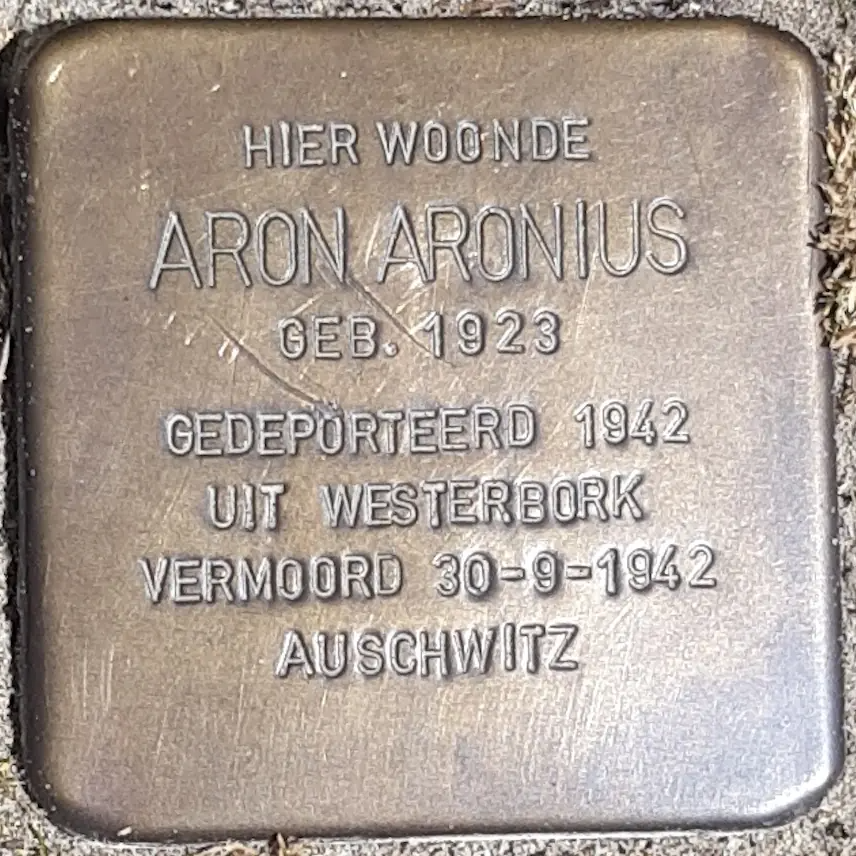 HIER WOONDE
ARON ARONIUS
GEB. 1923
GEDEPORTEERD 1942
UIT WESTERBORK
VERMOORD 30-9-1942
AUSCHWITZ